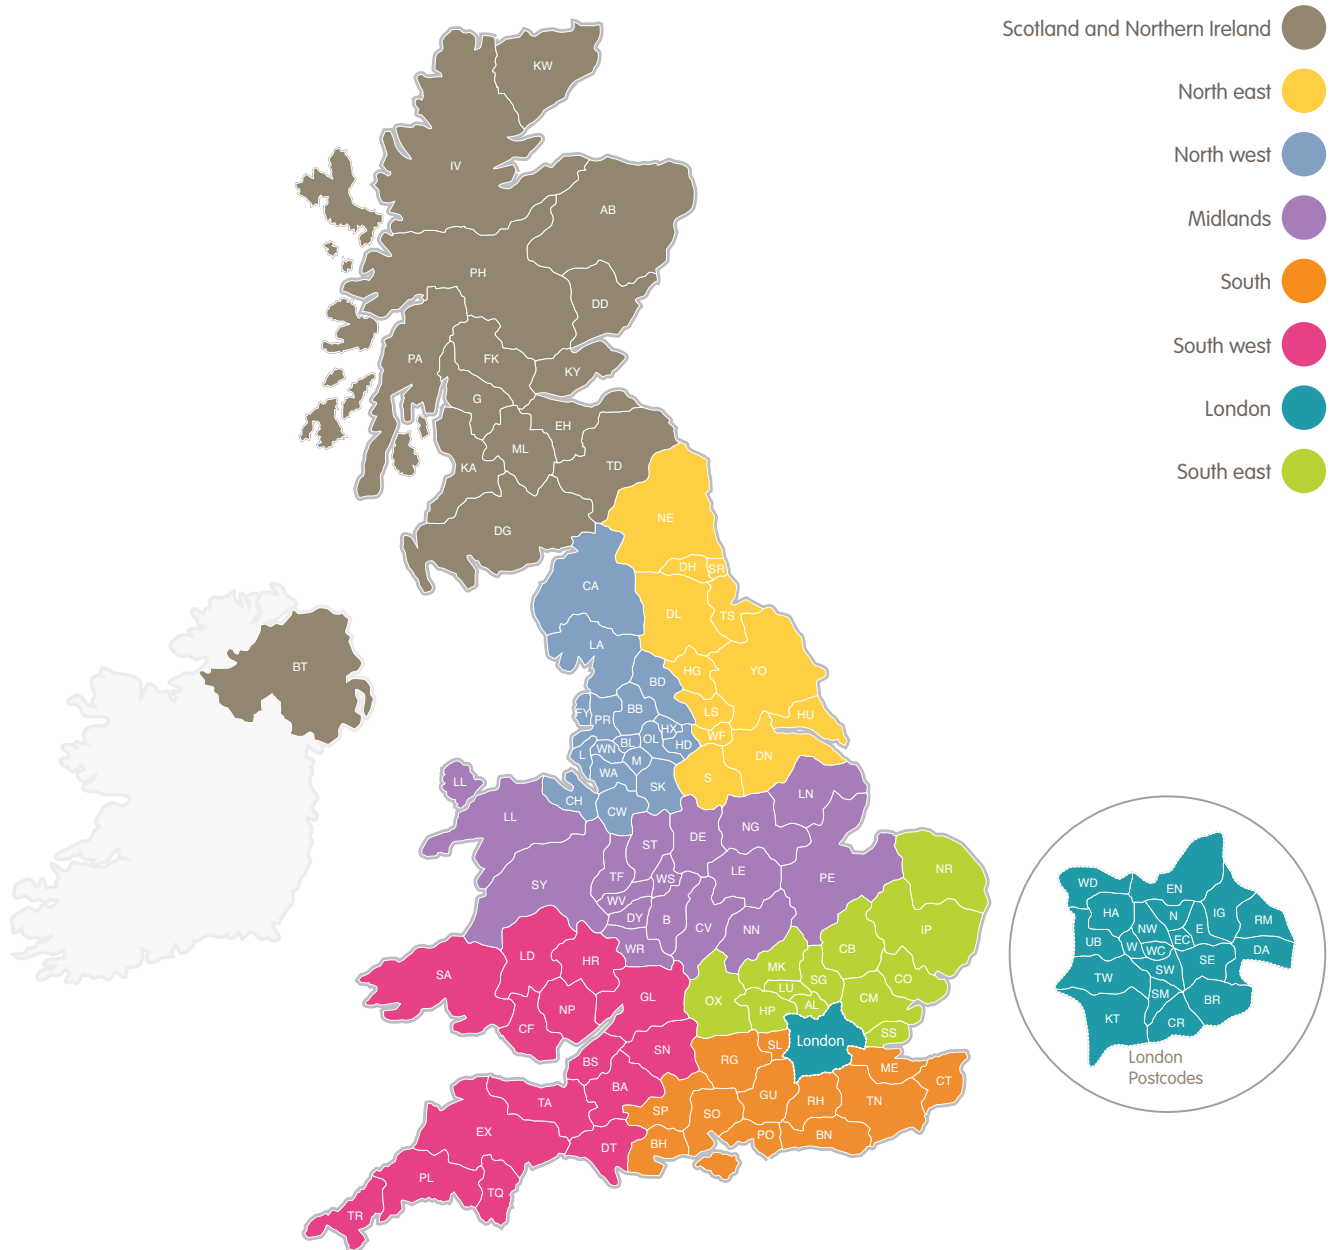 Scotland and Northern Ireland
North east
North west
Midlands
South
South west
London
South east
KW
IV
AB
PH
DD
PA
FK
KY
G
EH
ML
KA
TD
DG
NE
DH
SR
CA
DL
TS
LA
BT
HG
YO
BD
BB
FY
PR
LS
HU
HX
WF
OL
BL
HD
WN
L
M
DN
WA
S
SK
LL
CH
CW
LN
LL
ST
DE
NG
LE
TF
WS
PE
SY
NR
WV
DY
B
CV
NN
IP
WR
CB
LD
HR
SA
MK
SG
CO
LU
GL
OX
HP
AL
CM
NP
CF
SS
London
SN
SL
RG
BS
ME
BA
CT
GU
RH
TN
TA
SP
SO
EX
PO
BN
BH
DT
PL
TQ
TR
WD
EN
HA
N
IG
RM
NW
E
UB
W
WC
EC
DA
SE
SW
TW
SM
BR
KT
CR
London
Postcodes